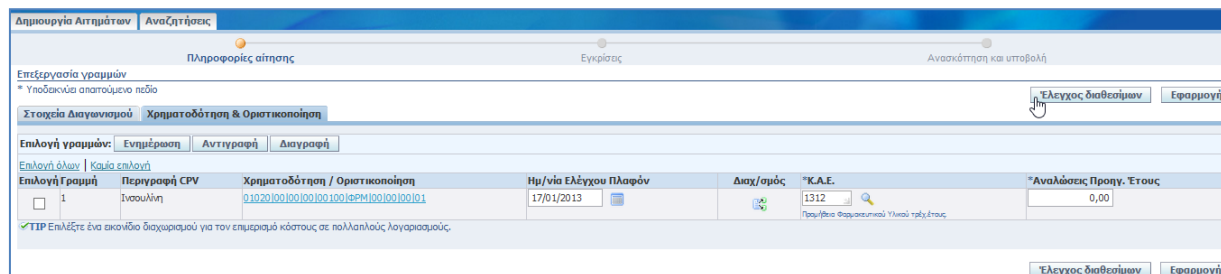 Δημιουργία Αιτημάτων Αναζητήσεις
Πληροφορίες αίτησης Εγκρίσεις Ανασκόπηση και υποβολή
Επεξεργασία γραμμών
* Υποδεικνύει απαιτούμενο πεδίο
Έλεγχος διαθεσίμων Εφαρμογή
Στοιχεία Διαγωνισμού Χρηματοδότηση & Οριστικοποίηση
Επιλογή γραμμών: Ενημέρωση Αντιγραφή Διαγραφή
Επιλογή όλων | Καμία επιλογή
Επιλογή Γραμμή Περιγραφή CPV Χρηματοδότηση / Οριστικοποίηση Ημ/νία Ελέγχου Πλαφόν Διαχ/σμός *Κ.Α.Ε. *Αναλώσεις Προηγ. Έτους
1 Ινσουλίνη 01020|00|00|00|00100|ΦΡΜ|00|00|00|01 17/01/2013 1312 0,00
Προμήθεια Φαρμακευτικού Υλικού τρέχ.έτους.
TIP Επιλέξτε ένα εικονίδιο διαχωρισμού για τον επιμερισμό κόστους σε πολλαπλούς λογαριασμούς.
Έλεγχος διαθεσίμων Εφαρμογή